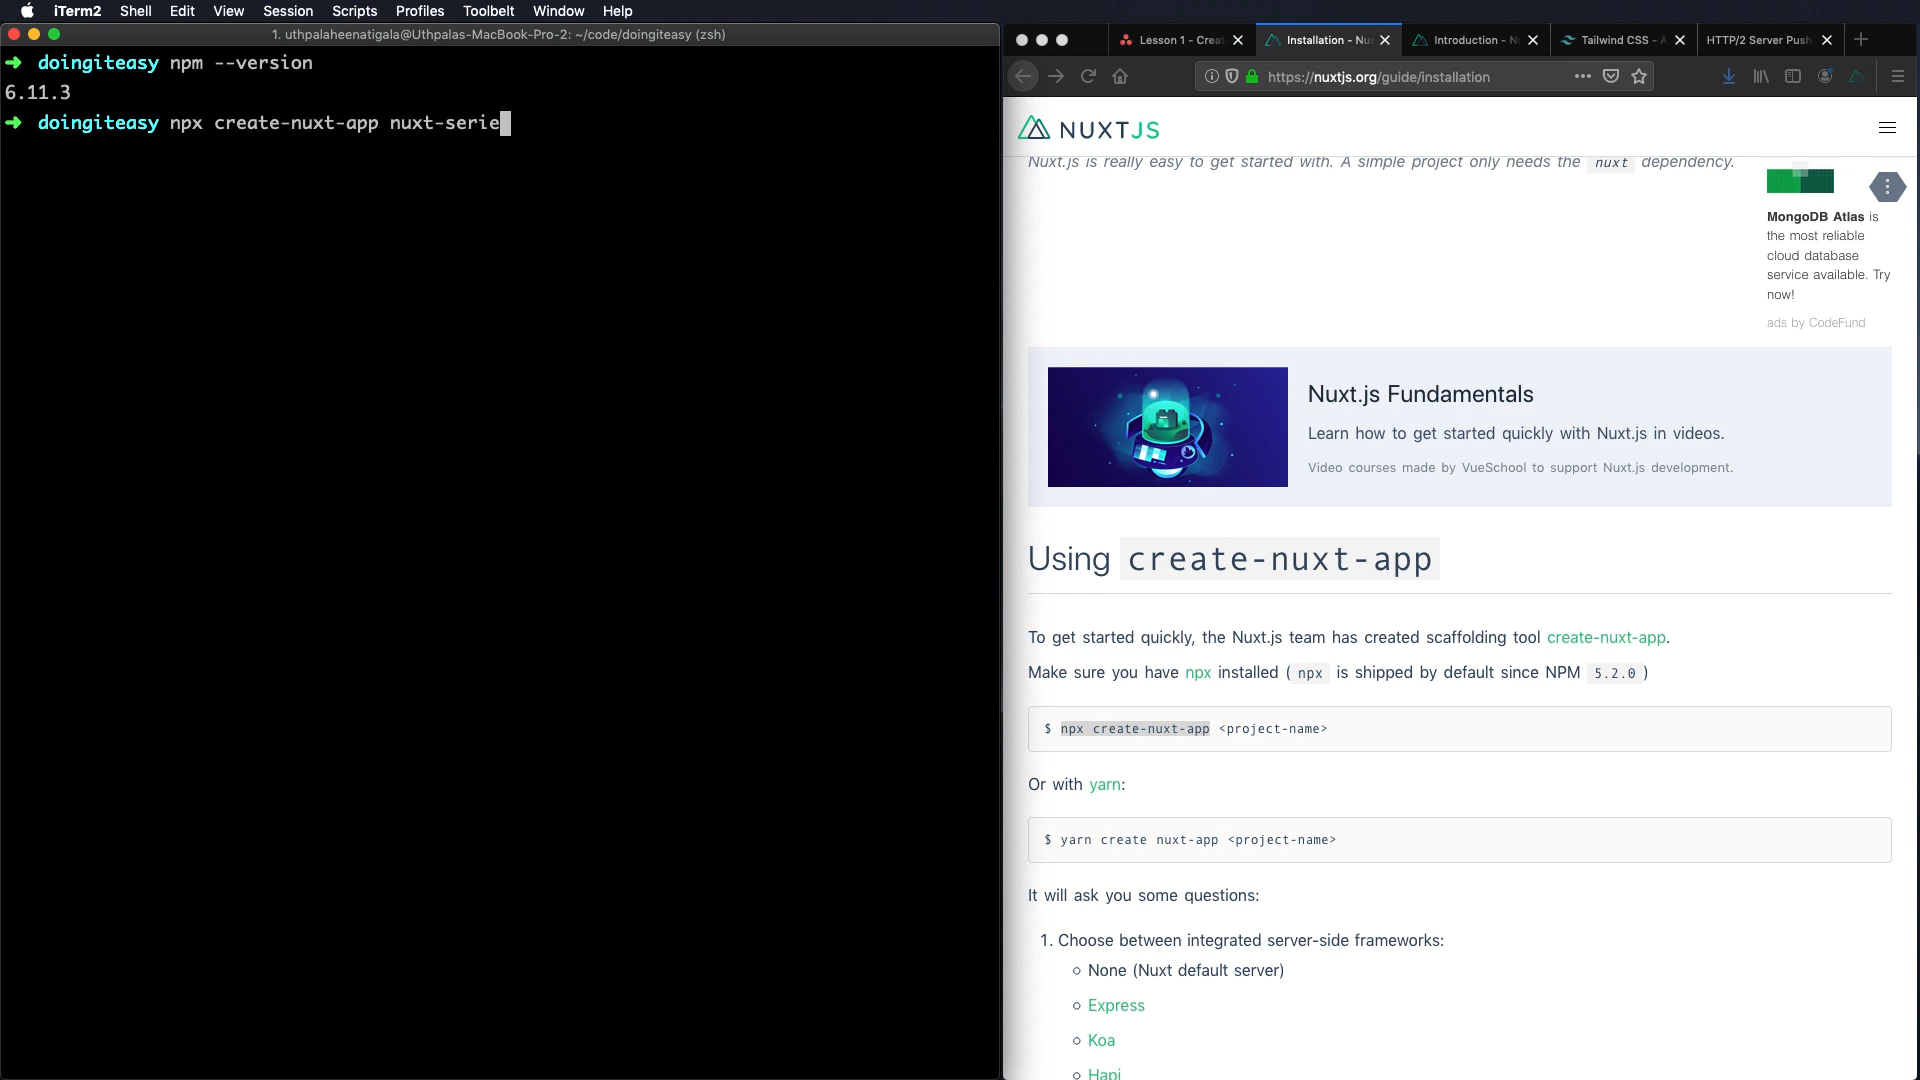 iTerm2 Shell Edit View Session Scripts Profiles Toolbelt Window Help
1. uthpalaheenatigala@Uthpalas-MacBook-Pro-2: ~/code/doingiteasy (zsh)
➜ doingiteasy npm --version
6.11.3
➜ doingiteasy npx create-nuxt-app nuxt-serie
Lesson 1 - Creat Installation - Nux Introduction - Nu Tailwind CSS - A HTTP/2 Server Push
https://nuxtjs.org/guide/installation
NUXTJS
Nuxt.js is really easy to get started with. A simple project only needs the nuxt dependency.
MongoDB Atlas is
the most reliable
cloud database
service available. Try
now!
ads by CodeFund
Nuxt.js Fundamentals
Learn how to get started quickly with Nuxt.js in videos.
Video courses made by VueSchool to support Nuxt.js development.
Using create-nuxt-app
To get started quickly, the Nuxt.js team has created scaffolding tool create-nuxt-app.
Make sure you have npx installed ( npx is shipped by default since NPM 5.2.0 )
$ npx create-nuxt-app <project-name>
Or with yarn:
$ yarn create nuxt-app <project-name>
It will ask you some questions:
1. Choose between integrated server-side frameworks:
None (Nuxt default server)
Express
Koa
Hapi